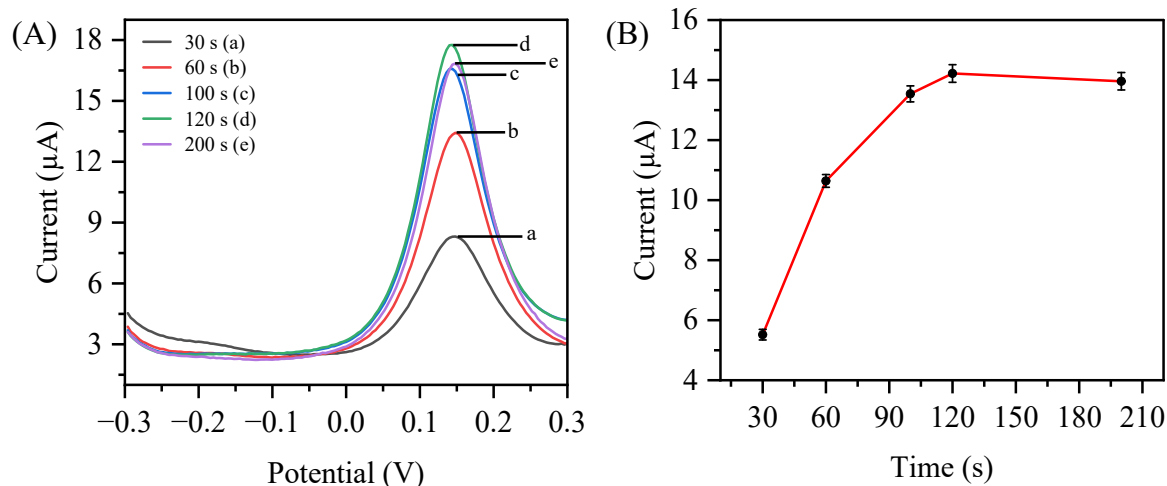 (A)
18
15
12
9
6
3
Current (μA)
30 s (a)
60 s (b)
100 s (c)
120 s (d)
200 s (e)
d
e
c
b
a
−0.3
−0.2
−0.1
0.0
0.1
0.2
0.3
Potential (V)
(B)
16
14
12
10
8
6
4
Current (μA)
30
60
90
120
150
180
210
Time (s)